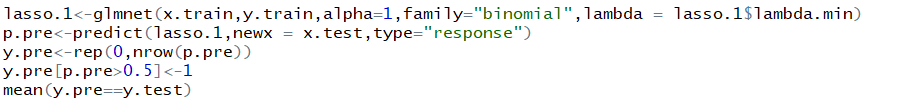 lasso.1<-glmnet(x.train,y.train,alpha=1,family="binomial",lambda = lasso.1$lambda.min)
p.pre<-predict(lasso.1,newx = x.test,type="response")
y.pre<-rep(0,nrow(p.pre))
y.pre[p.pre>0.5]<-1
mean(y.pre==y.test)